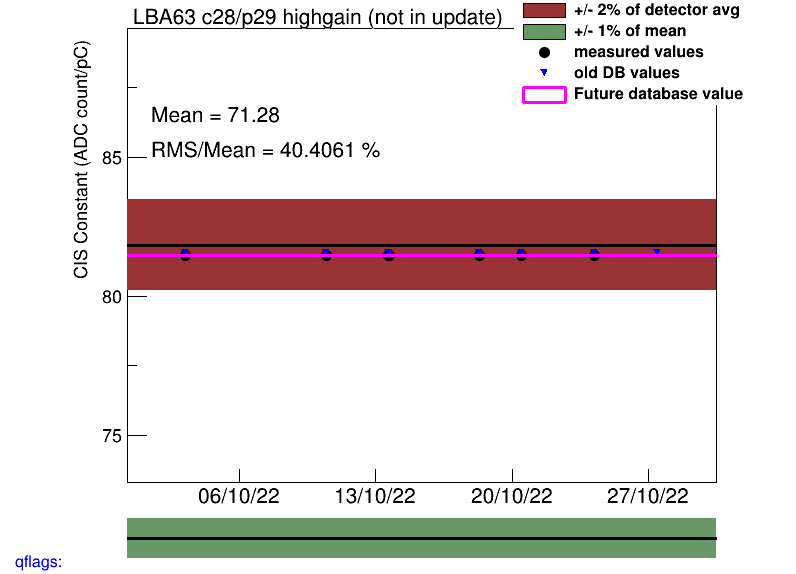 LBA63 c28/p29 highgain (not in update)
+/- 2% of detector avg
+/- 1% of mean
measured values
old DB values
Future database value
Mean = 71.28
RMS/Mean = 40.4061 %
CIS Constant (ADC count/pC)
85
80
75
06/10/22 13/10/22 20/10/22 27/10/22
qflags: